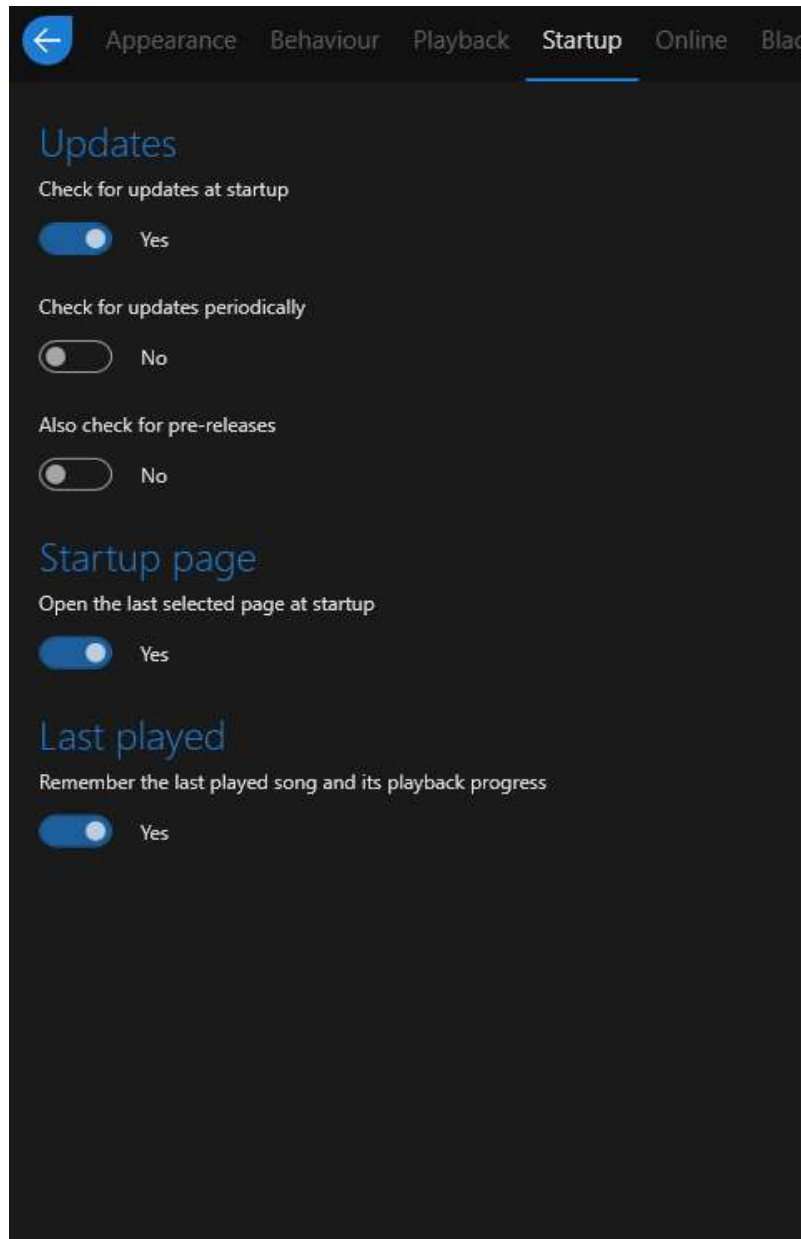 Appearance Behaviour Playback Startup Online
Updates
Check for updates at startup
Yes
Check for updates periodically
No
Also check for pre-releases
No
Startup page
Open the last selected page at startup
Yes
Last played
Remember the last played song and its playback progress
Yes